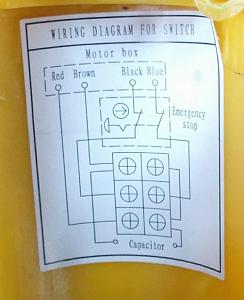 WIRING DIAGRAM FOR SWITCH
Motor box
Red Brown Black Blue
Emergency
stop
Capacitor